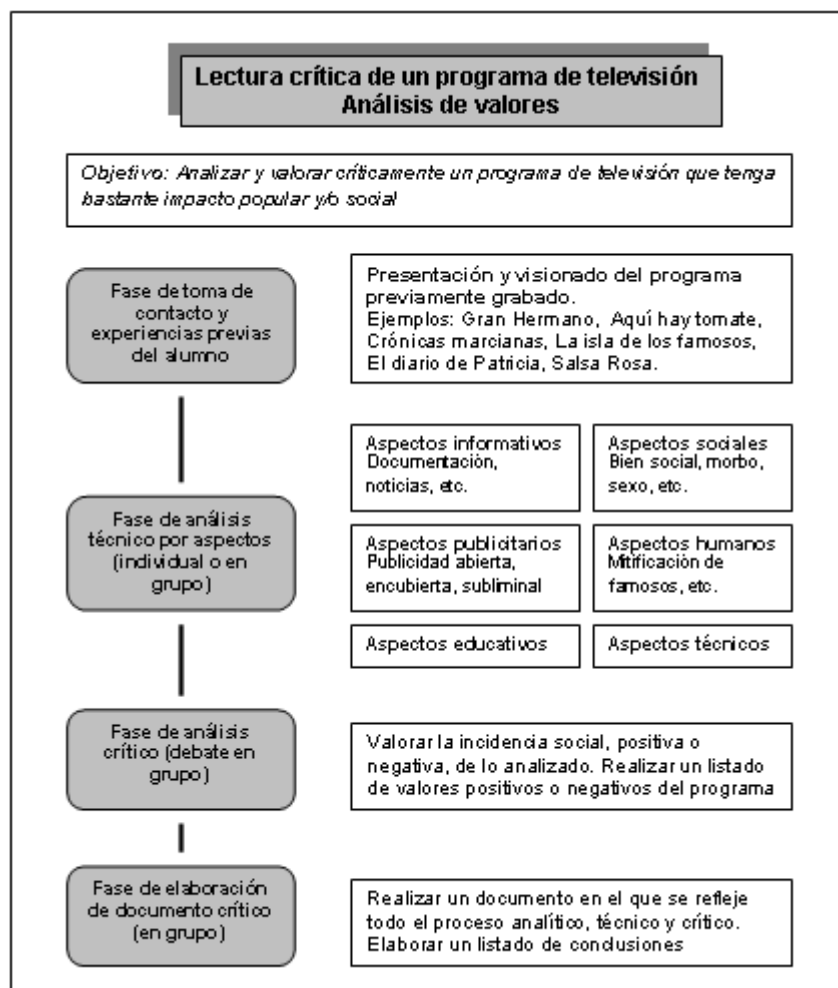 Lectura crítica de un programa de televisión
Análisis de valores
Objetivo: Analizar y valorar críticamente un programa de televisión que tenga
bastante impacto popular y/o social
Fase de toma de
contacto y
experiencias previas
del alumno
Presentación y visionado del programa
previamente grabado.
Ejemplos: Gran Hermano, Aquí hay tomate,
Crónicas marcianas, La isla de los famosos,
El diario de Patricia, Salsa Rosa.
Fase de análisis
técnico por aspectos
(individual o en
grupo)
Aspectos informativos
Documentación,
noticias, etc.
Aspectos sociales
Bien social, morbo,
sexo, etc.
Aspectos publicitarios
Publicidad abierta,
encubierta, subliminal
Aspectos humanos
Mitificación de
famosos, etc.
Aspectos educativos
Aspectos técnicos
Fase de análisis
crítico (debate en
grupo)
Valorar la incidencia social, positiva o
negativa, de lo analizado. Realizar un listado
de valores positivos o negativos del programa
Fase de elaboración
de documento crítico
(en grupo)
Realizar un documento en el que se refleje
todo el proceso analítico, técnico y crítico.
Elaborar un listado de conclusiones